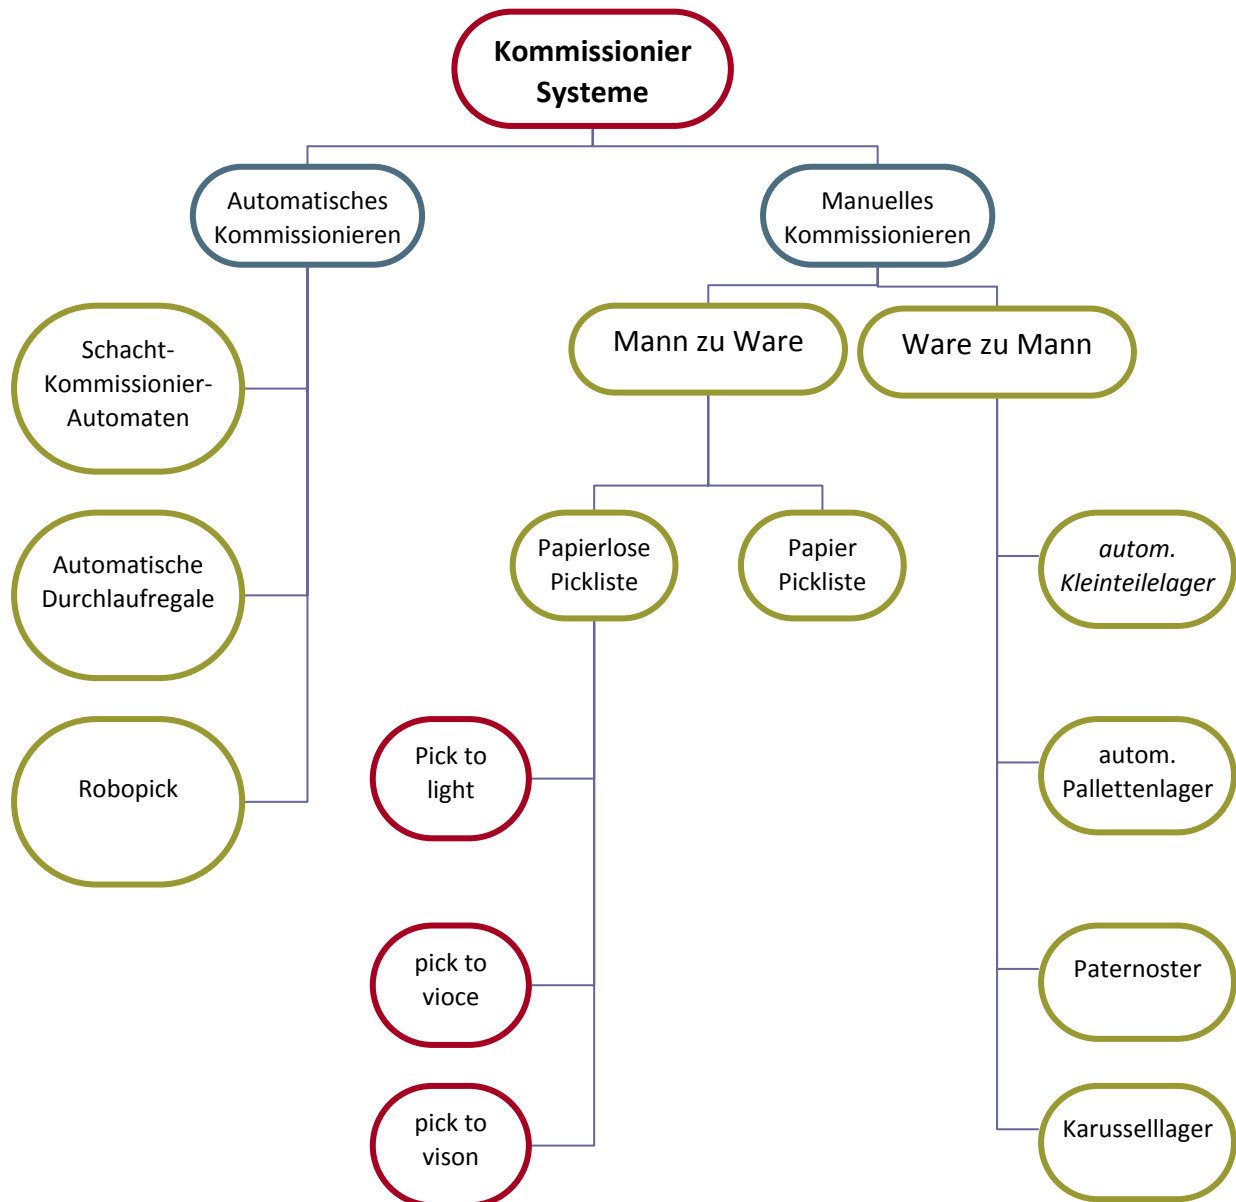 Kommissionier
Systeme
Automatisches
Kommissionieren
Manuelles
Kommissionieren
Schacht-
Kommissionier-
Automaten
Mann zu Ware
Ware zu Mann
Automatische
Durchlaufregale
Papierlose
Pickliste
Papier
Pickliste
autom.
Kleinteilelager
Robopick
Pick to
light
autom.
Pallettenlager
pick to
vioce
Paternoster
pick to
vison
Karusselllager